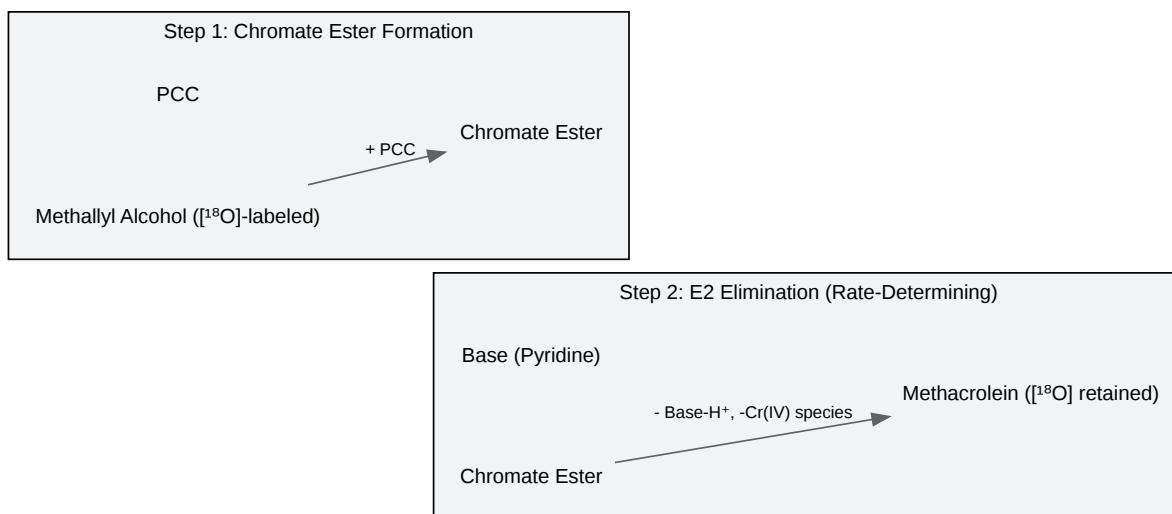 Step 1: Chromate Ester Formation
PCC
Chromate Ester
+ PCC
Methallyl Alcohol ([¹⁸O]-labeled)
Step 2: E2 Elimination (Rate-Determining)
Base (Pyridine)
Methacrolein ([¹⁸O] retained)
- Base-H⁺, -Cr(IV) species
Chromate Ester